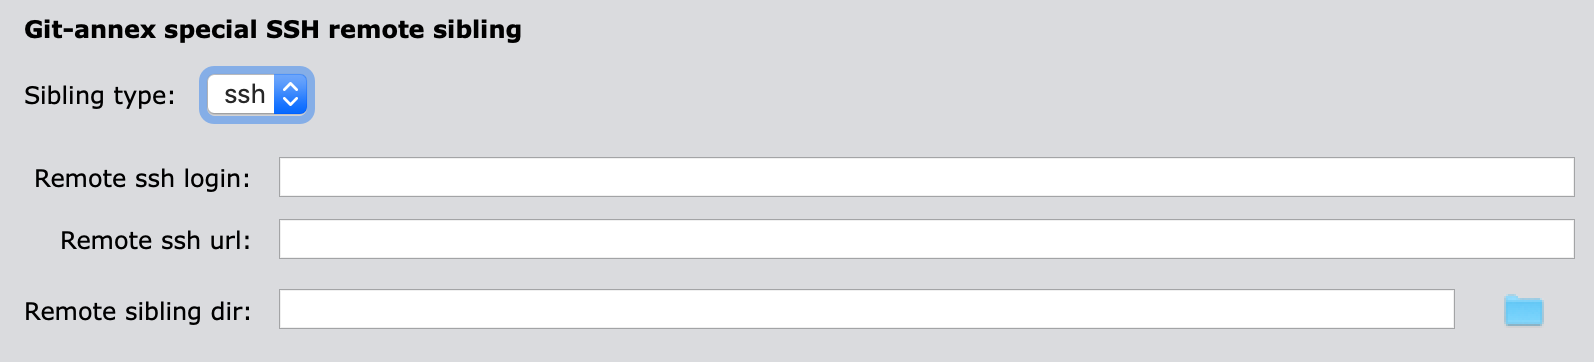 Git-annex special SSH remote sibling
Sibling type: ssh
Remote ssh login:
Remote ssh url:
Remote sibling dir: